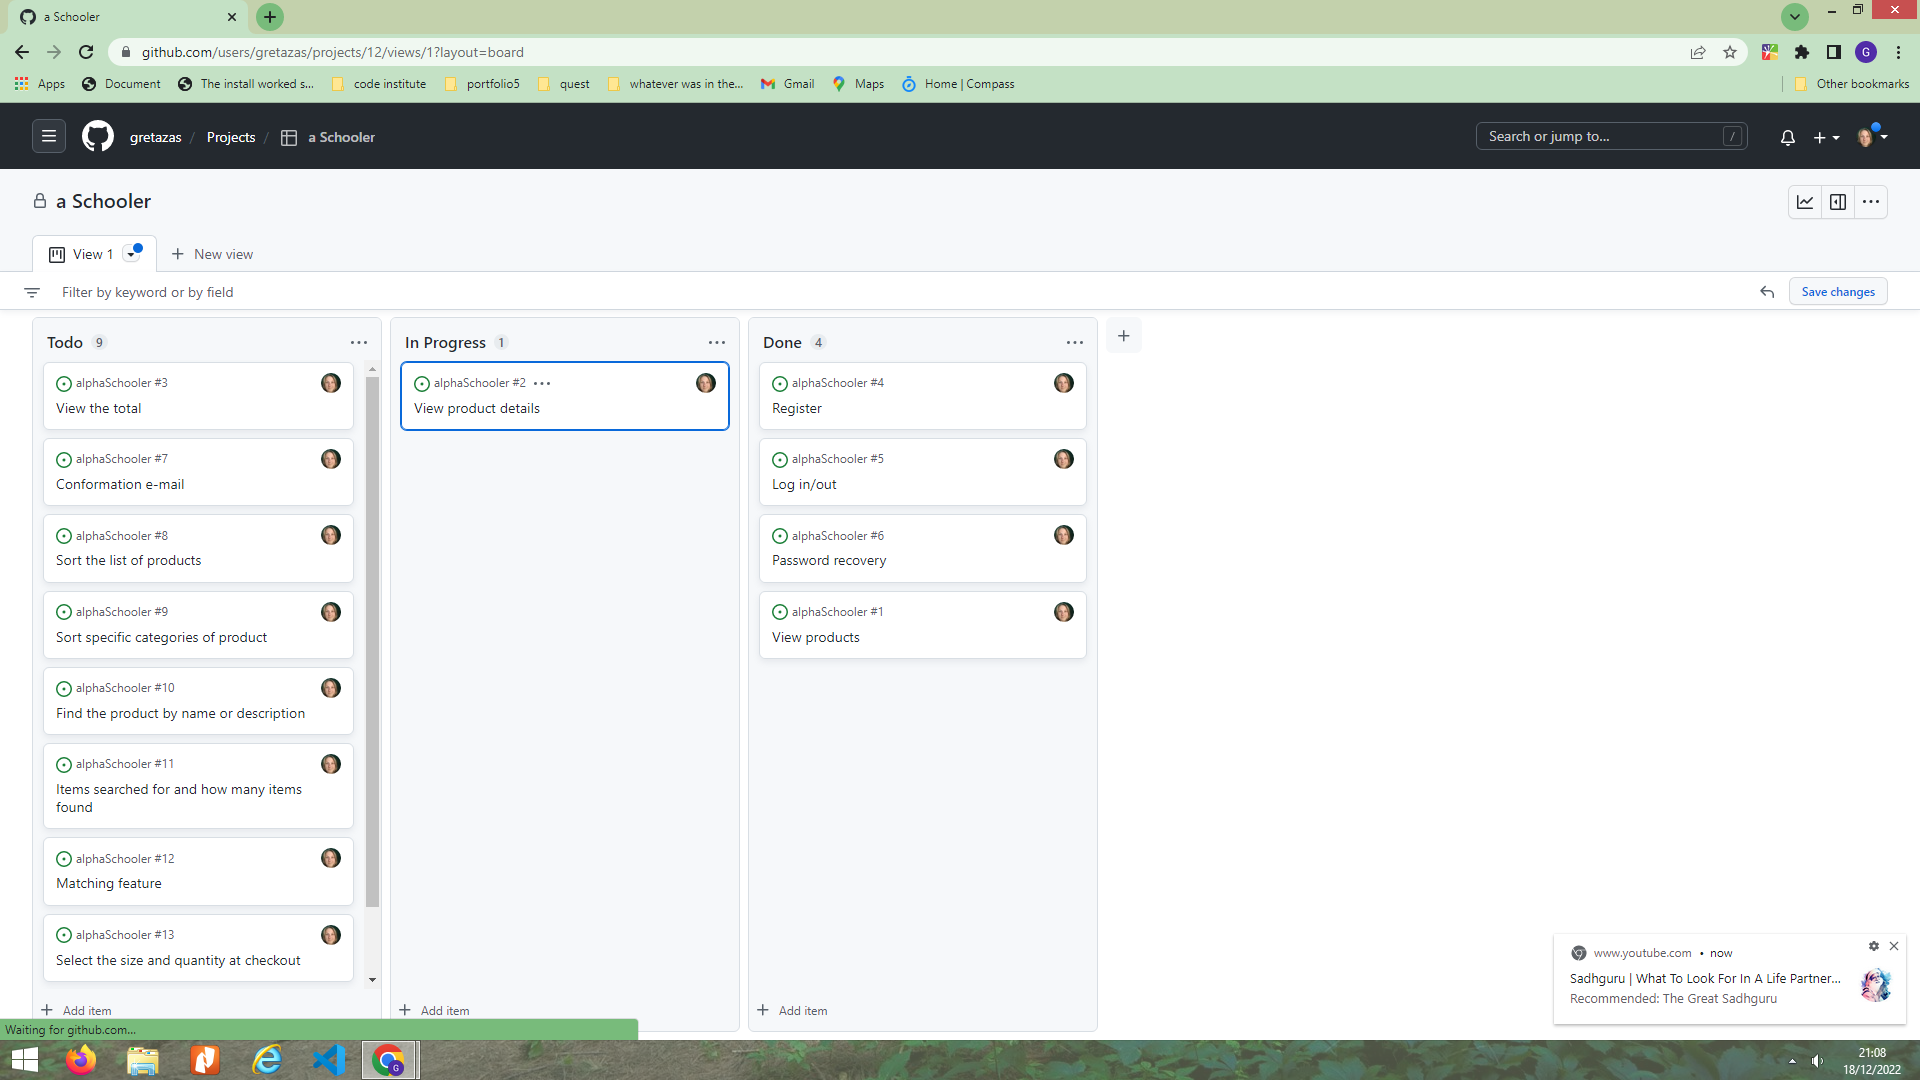 a Schooler
github.com/users/gretazas/projects/12/views/1?layout=board
G
Apps
Document
The install worked s...
code institute
portfolio5
quest
whatever was in the...
Gmail
Maps
Home | Compass
Other bookmarks
gretazas / Projects / a Schooler
Search or jump to...
/
a Schooler
View 1
New view
Filter by keyword or by field
Save changes
Todo 9
alphaSchooler #3
View the total
alphaSchooler #7
Conformation e-mail
alphaSchooler #8
Sort the list of products
alphaSchooler #9
Sort specific categories of product
alphaSchooler #10
Find the product by name or description
alphaSchooler #11
Items searched for and how many items
found
alphaSchooler #12
Matching feature
alphaSchooler #13
Select the size and quantity at checkout
Add item
In Progress 1
alphaSchooler #2
View product details
Add item
Done 4
alphaSchooler #4
Register
alphaSchooler #5
Log in/out
alphaSchooler #6
Password recovery
alphaSchooler #1
View products
Add item
www.youtube.com • now
Sadhguru | What To Look For In A Life Partner...
Recommended: The Great Sadhguru
Waiting for github.com...
G
21:08
18/12/2022